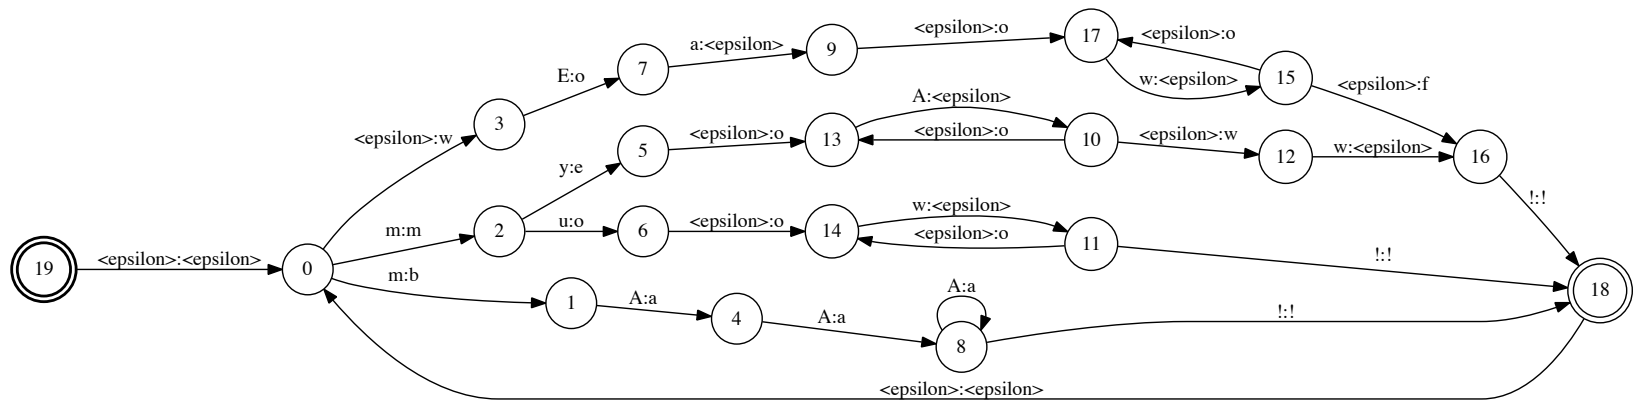 <epsilon>:o
17
<epsilon>:o
a:<epsilon>
9
7
E:o
w:<epsilon>
15
<epsilon>:f
3
<epsilon>:w
A:<epsilon>
<epsilon>:o
13
<epsilon>:o
10
<epsilon>:w
12
w:<epsilon>
16
5
y:e
!:!
m:m
2
u:o
6
<epsilon>:o
14
w:<epsilon>
<epsilon>:o
11
!:!
19
<epsilon>:<epsilon>
0
m:b
1
A:a
4
A:a
A:a
8
!:!
18
<epsilon>:<epsilon>